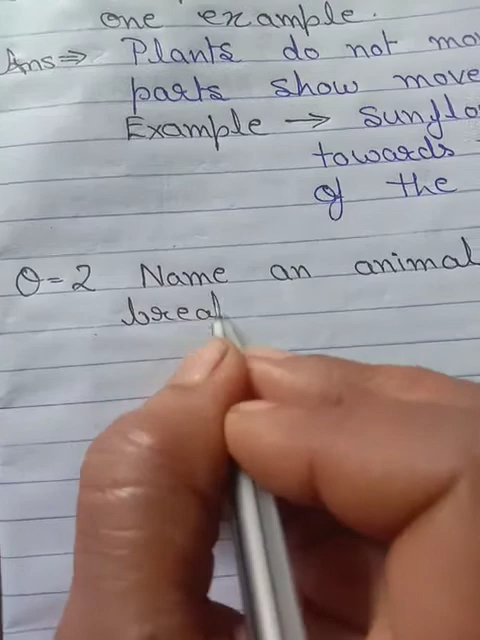 one example.
Ans⇒ Plants do not mo
parts show move
Example → sunflo
towards
of the
Q=2 Name an animal
brea